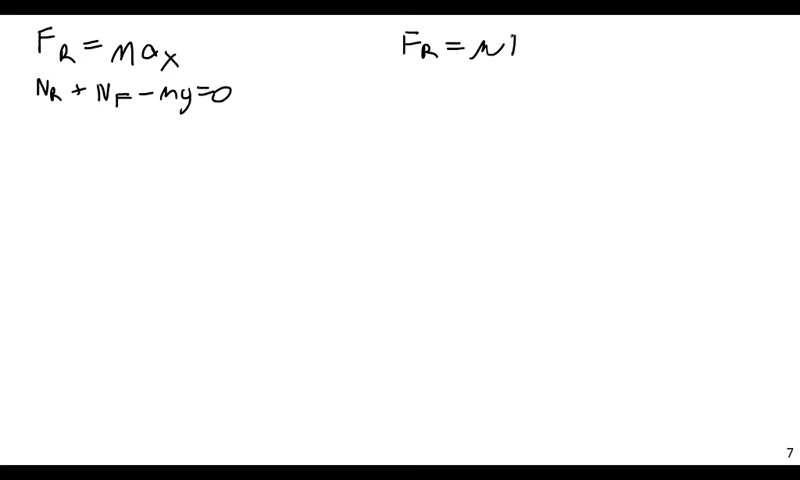 F_R = ma_x
N_R + N_F - mg = 0
F_R = μ
7